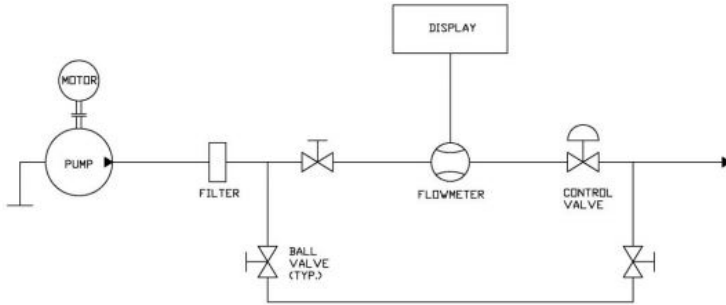 DISPLAY
MOTOR
PUMP
FILTER
FLOWMETER
CONTROL
VALVE
BALL
VALVE
(TYP.)